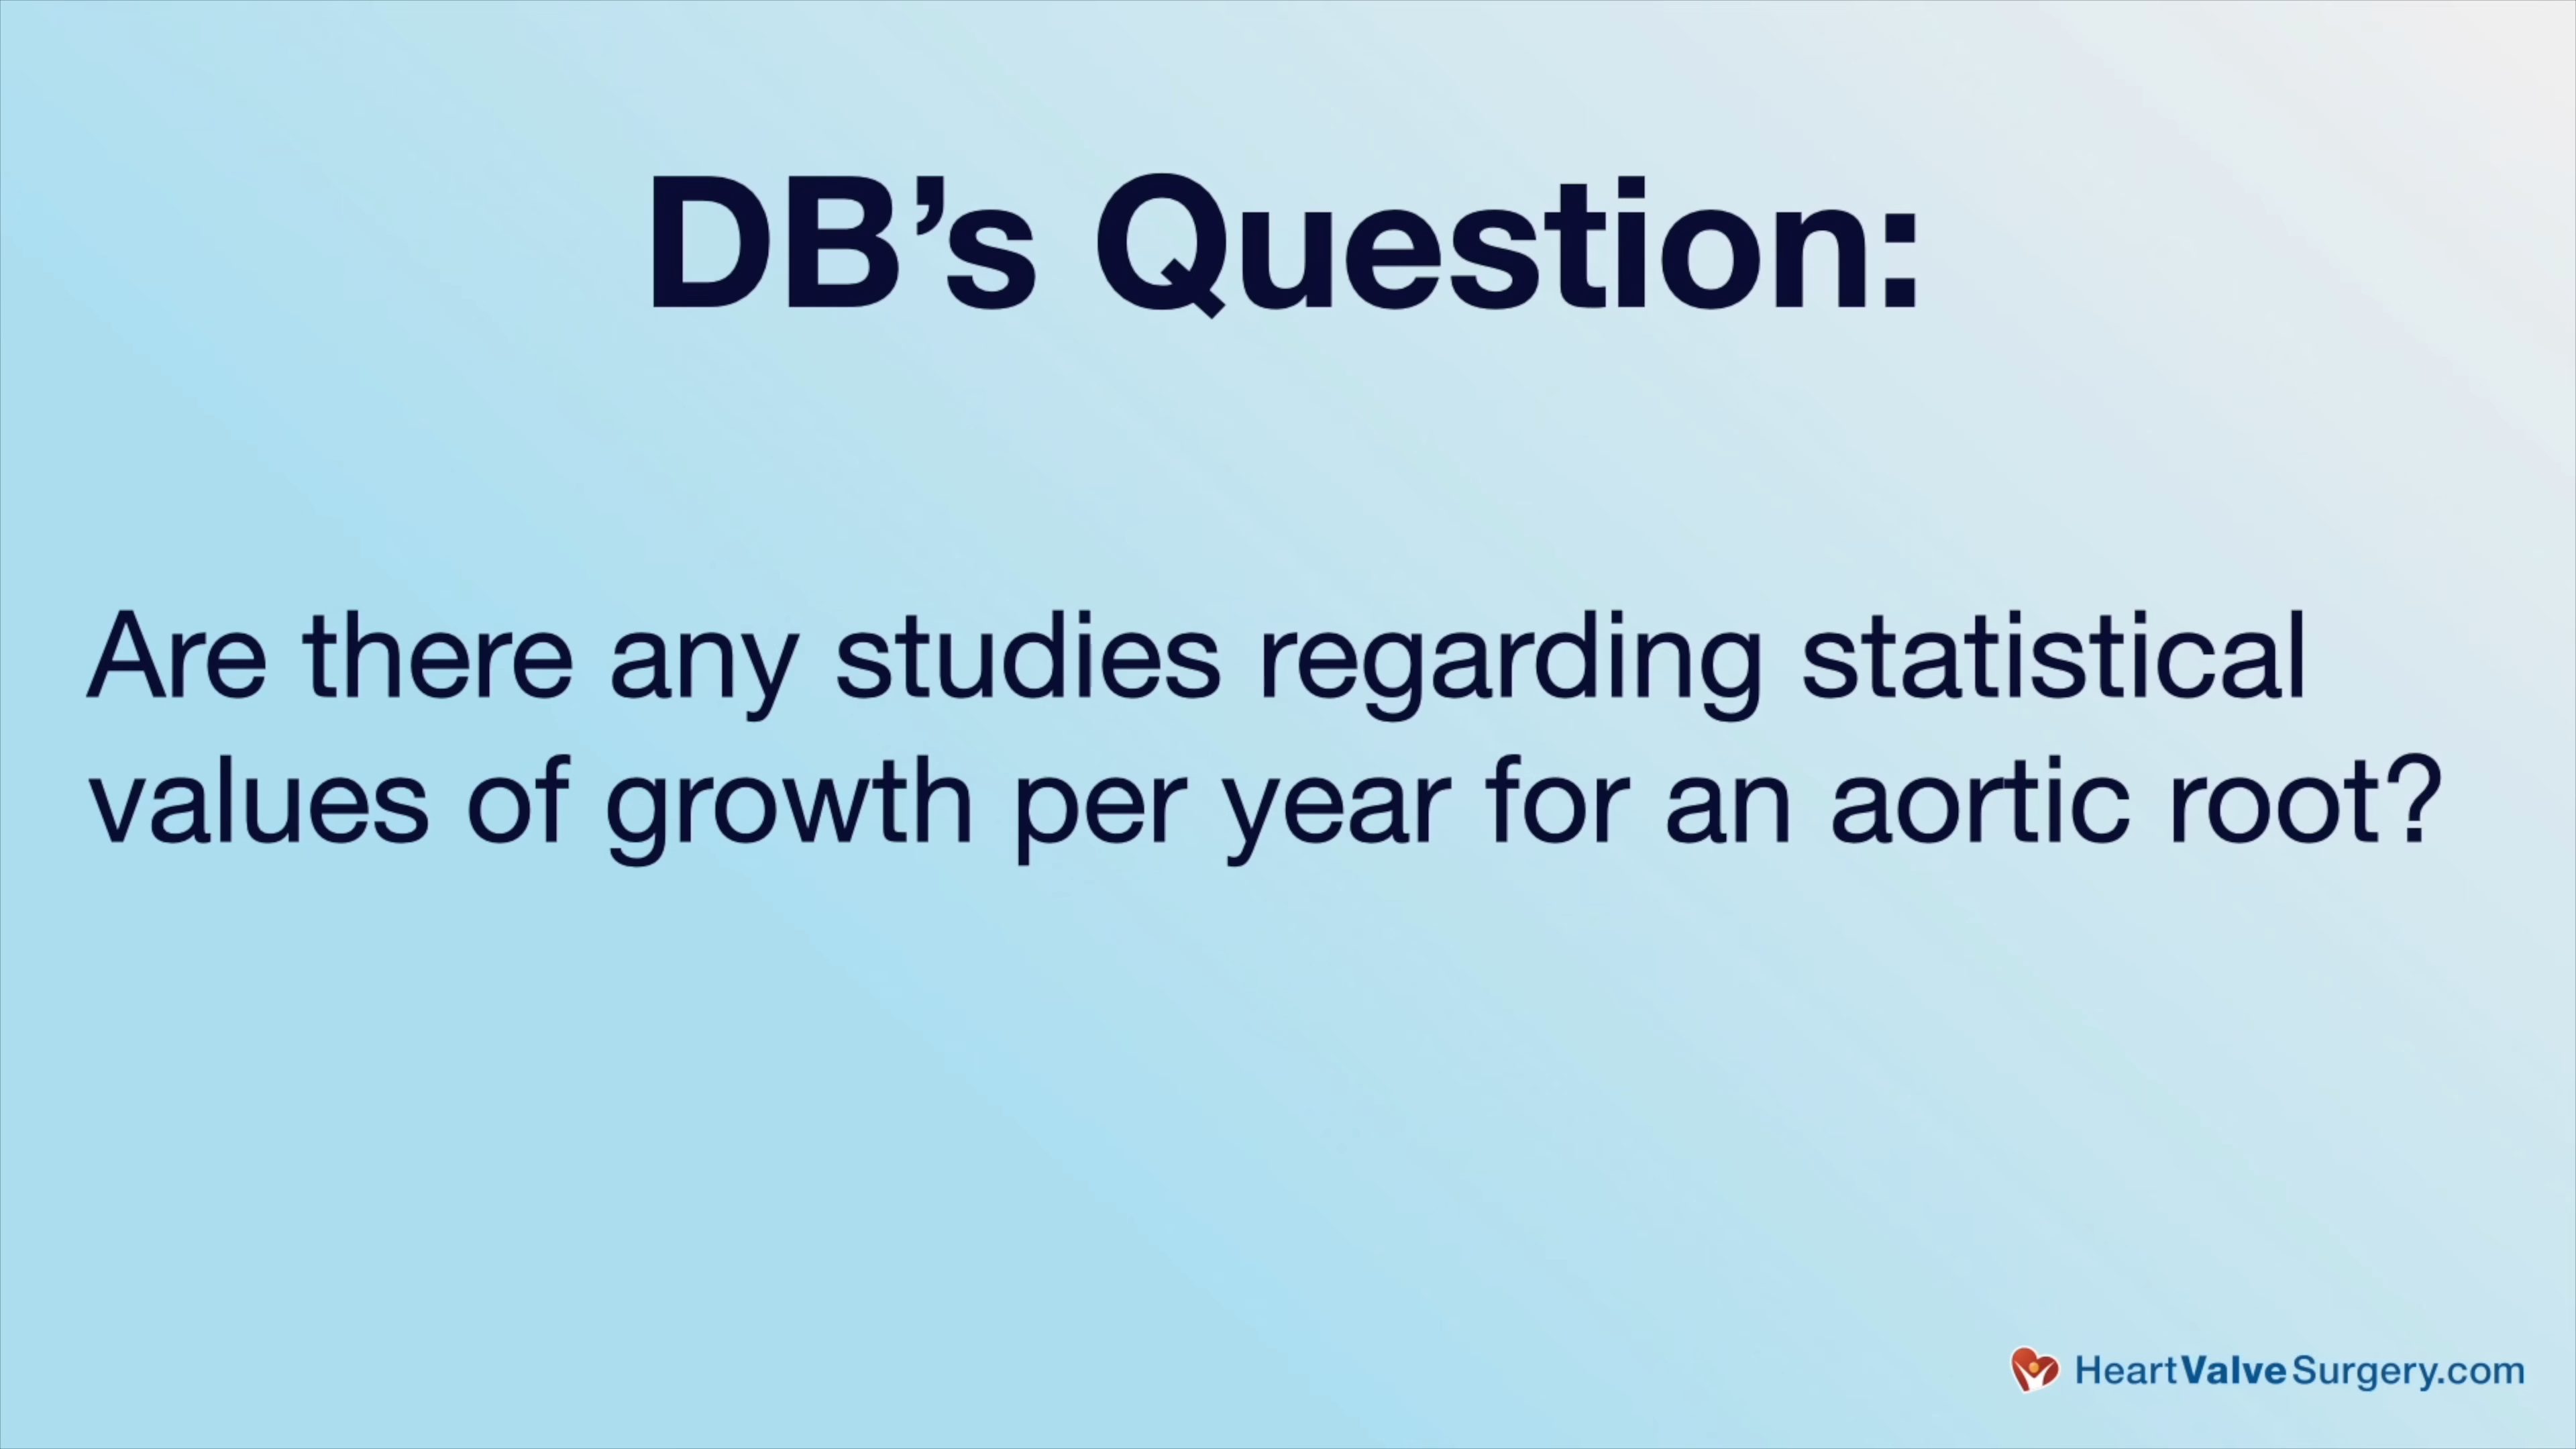 DB’s Question:
Are there any studies regarding statistical
values of growth per year for an aortic root?
HeartValveSurgery.com